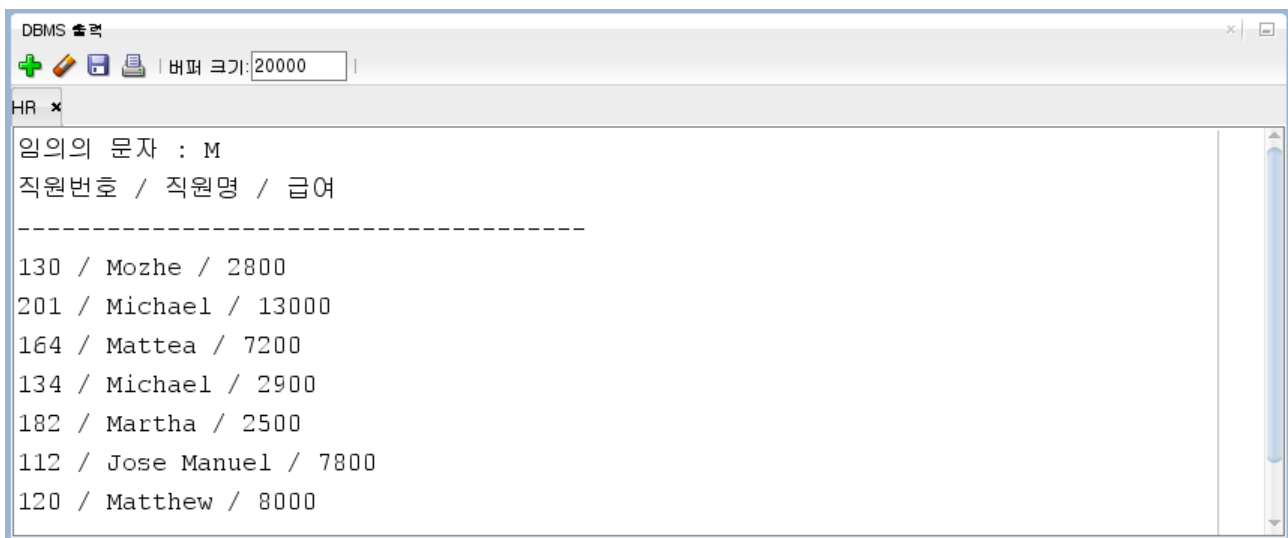 DBMS 출력
버퍼 크기: 20000
HR
임의의 문자 : M
직원번호 / 직원명 / 급여
--------------------------------------
130 / Mozhe / 2800
201 / Michael / 13000
164 / Mattea / 7200
134 / Michael / 2900
182 / Martha / 2500
112 / Jose Manuel / 7800
120 / Matthew / 8000